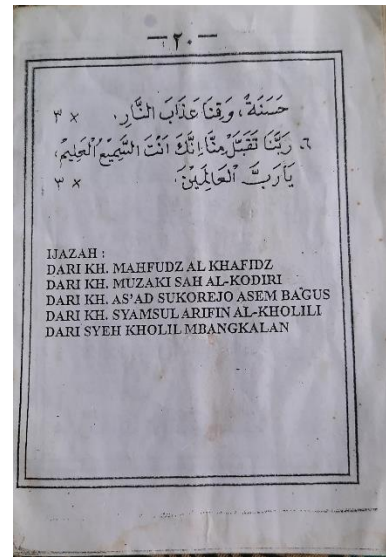 — ٢٠ —
حَسَنَةً، وَقِنَا عَذَابَ النَّارِ. × ٣
٦. رَبَّنَا تَقَبَّلْ مِنَّا اِنَّكَ اَنْتَ السَّمِيْعُ الْعَلِيْمُ،
يَارَبَّ الْعَالَمِيْنَ. × ٣
IJAZAH :
DARI KH. MAHFUDZ AL KHAFIDZ
DARI KH. MUZAKI SAH AL-KODIRI
DARI KH. AS'AD SUKOREJO ASEM BAGUS
DARI KH. SYAMSUL ARIFIN AL-KHOLILI
DARI SYEH KHOLIL MBANGKALAN